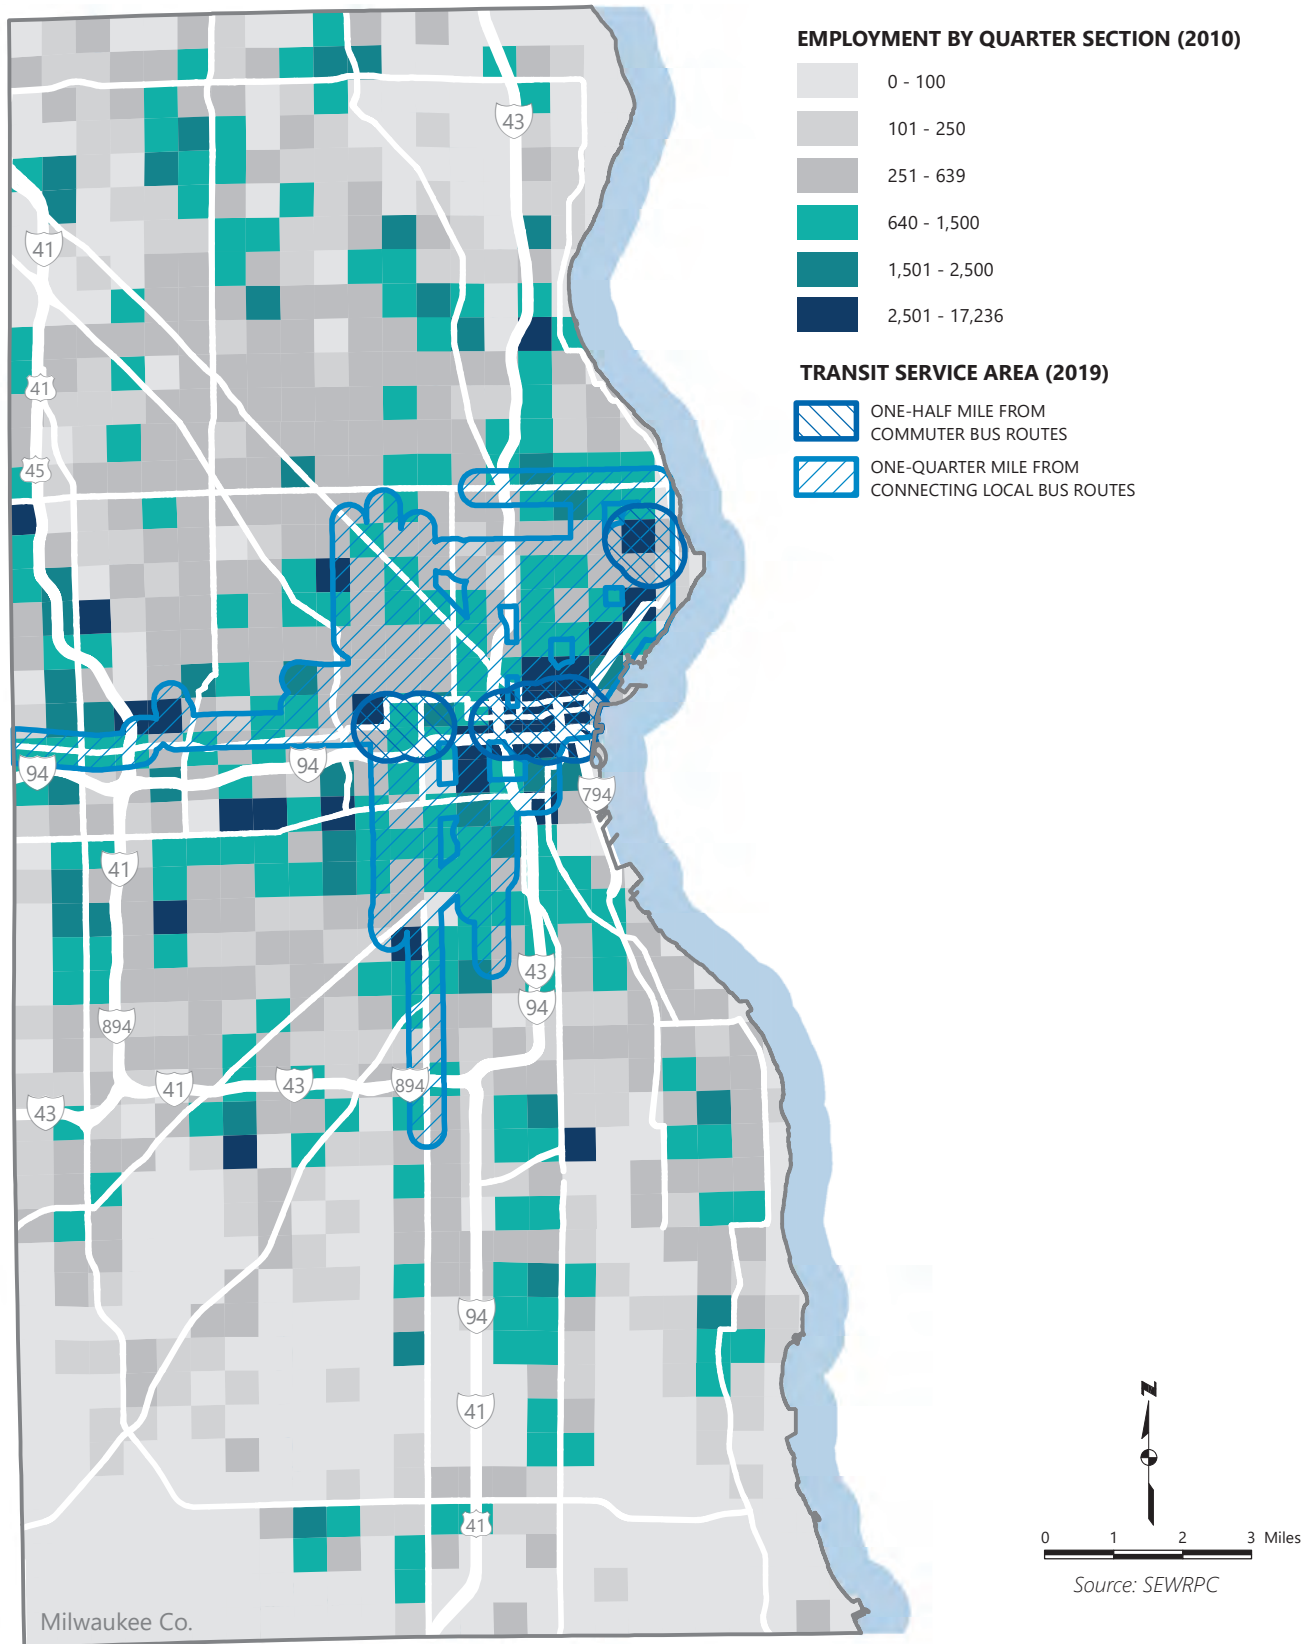 EMPLOYMENT BY QUARTER SECTION (2010)
0 - 100
101 - 250
251 - 639
640 - 1,500
1,501 - 2,500
2,501 - 17,236
TRANSIT SERVICE AREA (2019)
ONE-HALF MILE FROM
COMMUTER BUS ROUTES
ONE-QUARTER MILE FROM
CONNECTING LOCAL BUS ROUTES
43
41
41
45
94
94
794
41
43
94
894
41
43
894
43
94
41
41
Milwaukee Co.
N
0 1 2 3 Miles
Source: SEWRPC